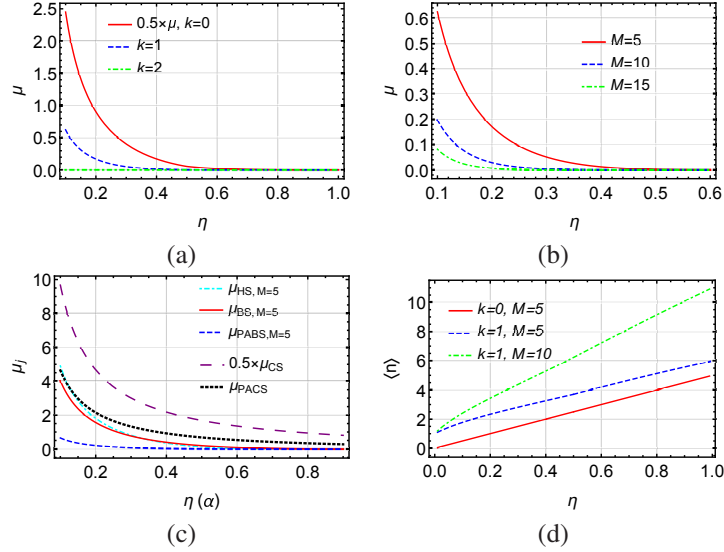 2.5
2.0
1.5
1.0
0.5
0.0
μ
0.5×μ, k=0
k=1
k=2
0.2 0.4 0.6 0.8 1.0
η
(a)
0.6
0.5
0.4
0.3
0.2
0.1
0.0
μ
M=5
M=10
M=15
0.1 0.2 0.3 0.4 0.5 0.6
η
(b)
10
8
6
4
2
0
μj
μHS, M=5
μBS, M=5
μPABS,M=5
0.5×μCS
μPACS
0.2 0.4 0.6 0.8
η (α)
(c)
10
8
6
4
2
0
⟨n⟩
k=0, M=5
k=1, M=5
k=1, M=10
0.0 0.2 0.4 0.6 0.8 1.0
η
(d)